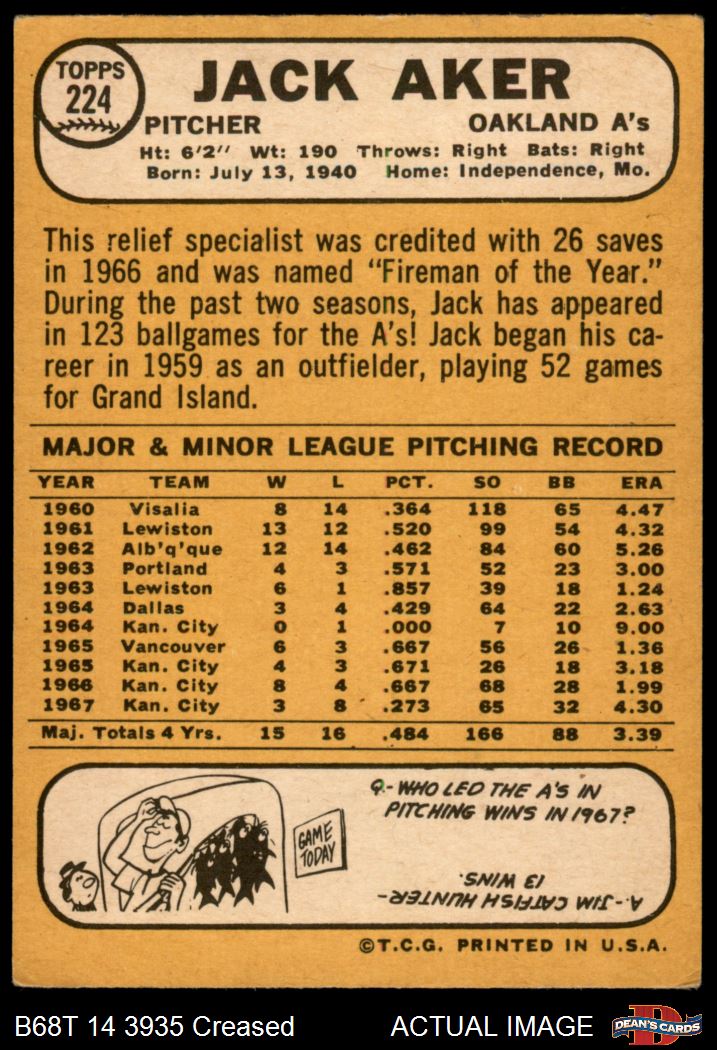 TOPPS
224
JACK AKER
PITCHER OAKLAND A's
Ht: 6'2" Wt: 190 Throws: Right Bats: Right
Born: July 13, 1940 Home: Independence, Mo.
This relief specialist was credited with 26 saves
in 1966 and was named "Fireman of the Year."
During the past two seasons, Jack has appeared
in 123 ballgames for the A's! Jack began his ca-
reer in 1959 as an outfielder, playing 52 games
for Grand Island.
MAJOR & MINOR LEAGUE PITCHING RECORD
YEAR TEAM W L PCT. SO BB ERA
1960 Visalia 8 14 .364 118 65 4.47
1961 Lewiston 13 12 .520 99 54 4.32
1962 Alb'q'que 12 14 .462 84 60 5.26
1963 Portland 4 3 .571 52 23 3.00
1963 Lewiston 6 1 .857 39 18 1.24
1964 Dallas 3 4 .429 64 22 2.63
1964 Kan. City 0 1 .000 7 10 9.00
1965 Vancouver 6 3 .667 56 26 1.36
1965 Kan. City 4 3 .671 26 18 3.18
1966 Kan. City 8 4 .667 68 28 1.99
1967 Kan. City 3 8 .273 65 32 4.30
Maj. Totals 4 Yrs. 15 16 .484 166 88 3.39
GAME
TODAY
Q.- WHO LED THE A'S IN
PITCHING WINS IN 1967?
A.- JIM CATFISH HUNTER-
13 WINS.
©T.C.G. PRINTED IN U.S.A.
B68T 14 3935 Creased ACTUAL IMAGE
D
DEAN'S CARDS